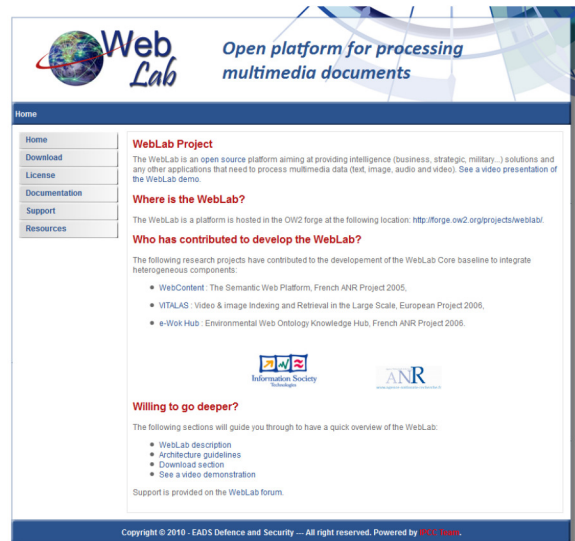 Web
Lab
Open platform for processing
multimedia documents
Home
Home
Download
License
Documentation
Support
Resources
WebLab Project
The WebLab is an open source platform aiming at providing intelligence (business, strategic, military...) solutions and
any other applications that need to process multimedia data (text, image, audio and video). See a video presentation of
the WebLab demo.
Where is the WebLab?
The WebLab is a platform is hosted in the OW2 forge at the following location: http://forge.ow2.org/projects/weblab/.
Who has contributed to develop the WebLab?
The following research projects have contributed to the developement of the WebLab Core baseline to integrate
heterogeneous components:
WebContent : The Semantic Web Platform, French ANR Project 2005,
VITALAS : Video & image Indexing and Retrieval in the Large Scale, European Project 2006,
e-Wok Hub : Environmental Web Ontology Knowledge Hub, French ANR Project 2006.
Information Society
Technologies
ANR
Willing to go deeper?
The following sections will guide you through to have a quick overview of the WebLab:
WebLab description
Architecture guidelines
Download section
See a video demonstration
Support is provided on the WebLab forum.
Copyright © 2010 - EADS Defence and Security --- All right reserved. Powered by